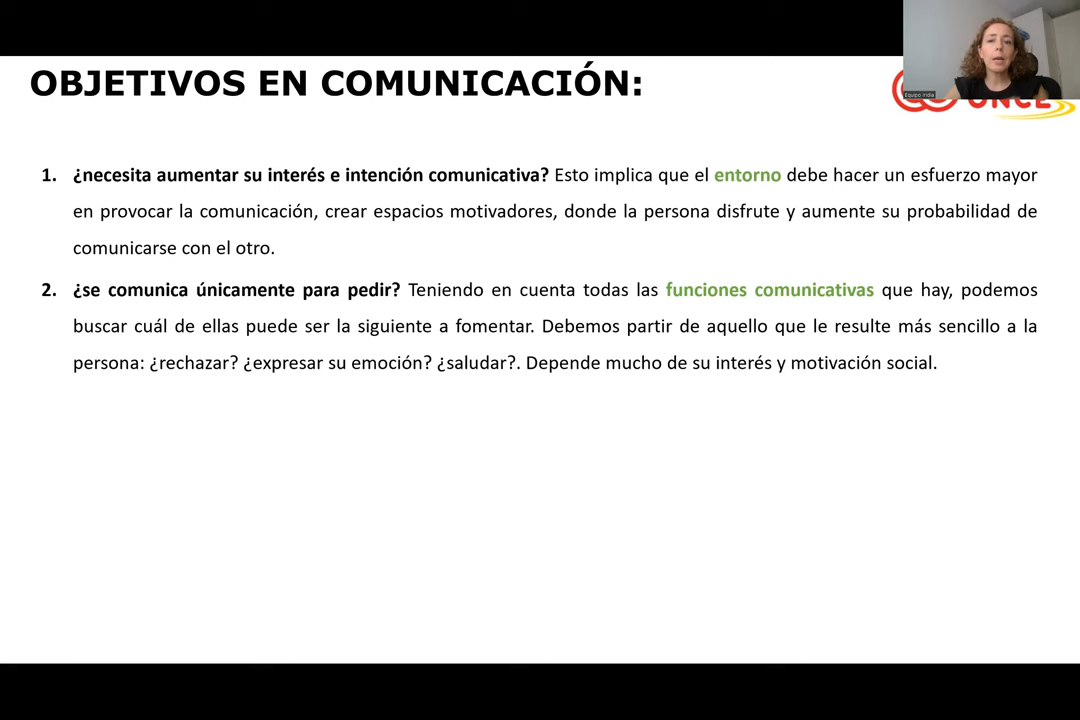 OBJETIVOS EN COMUNICACIÓN:
Equipo Iridia
ONCE
1. ¿necesita aumentar su interés e intención comunicativa? Esto implica que el entorno debe hacer un esfuerzo mayor
en provocar la comunicación, crear espacios motivadores, donde la persona disfrute y aumente su probabilidad de
comunicarse con el otro.
2. ¿se comunica únicamente para pedir? Teniendo en cuenta todas las funciones comunicativas que hay, podemos
buscar cuál de ellas puede ser la siguiente a fomentar. Debemos partir de aquello que le resulte más sencillo a la
persona: ¿rechazar? ¿expresar su emoción? ¿saludar?. Depende mucho de su interés y motivación social.